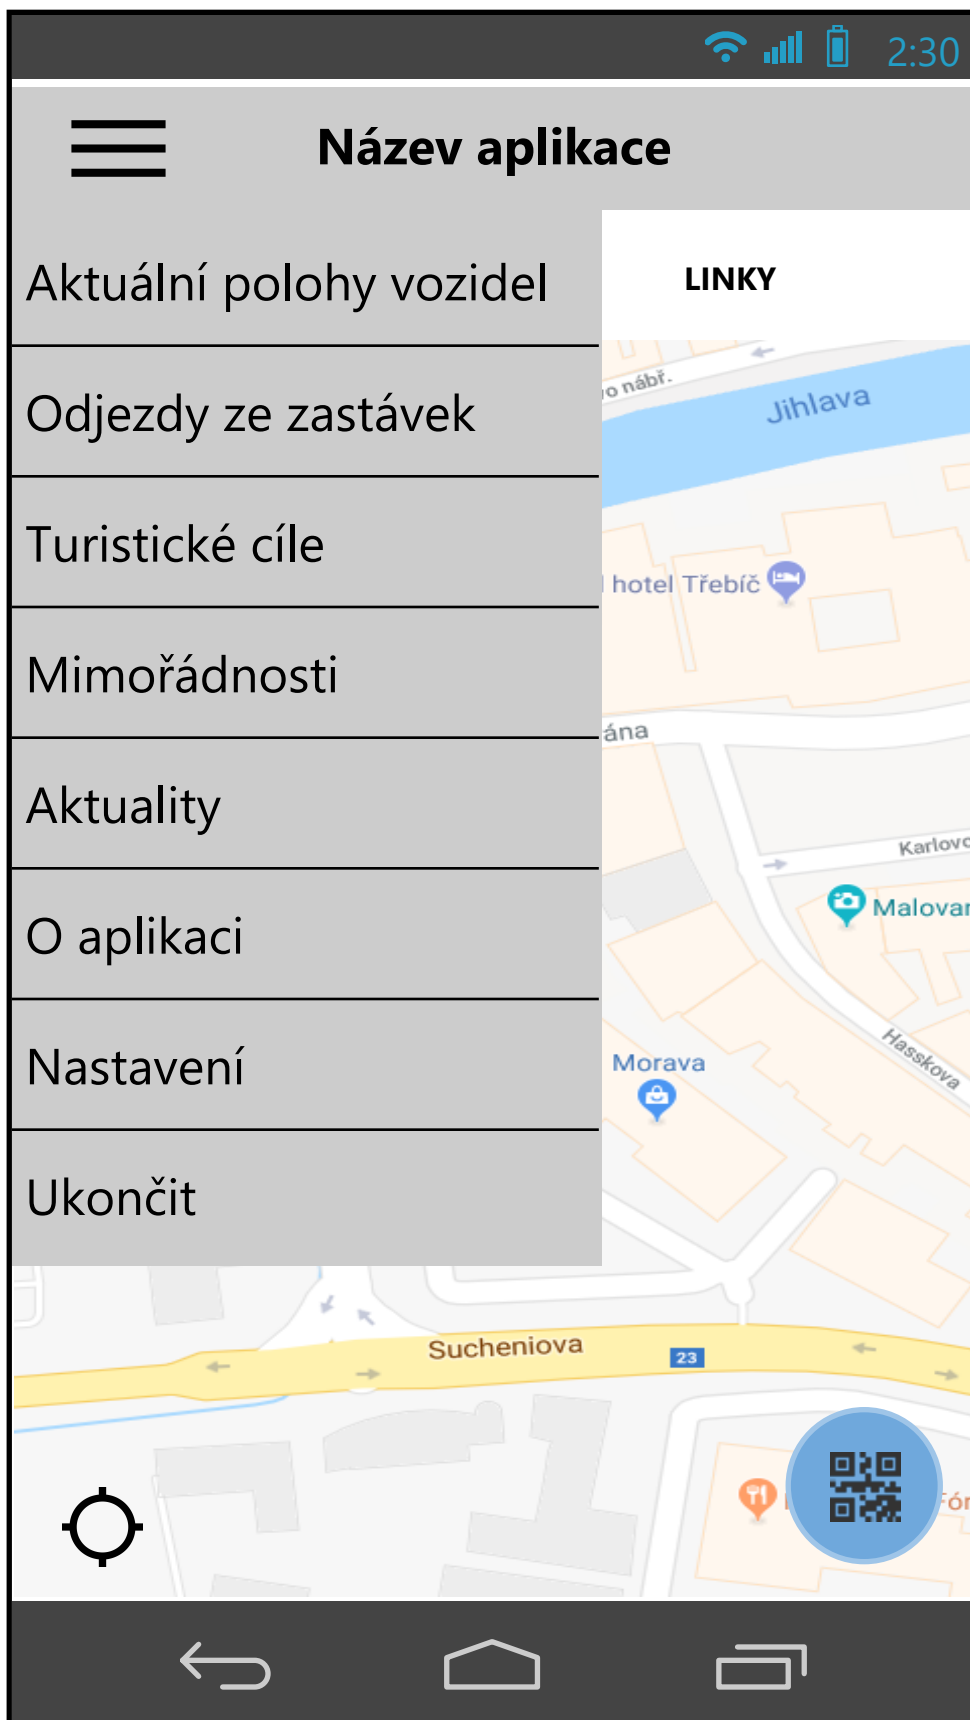 2:30
Název aplikace
Aktuální polohy vozidel
LINKY
Odjezdy ze zastávek
Turistické cíle
Mimořádnosti
Aktuality
O aplikaci
Nastavení
Ukončit
nábř.
Jihlava
hotel Třebíč
Hasskova
Morava
Sucheniova
23